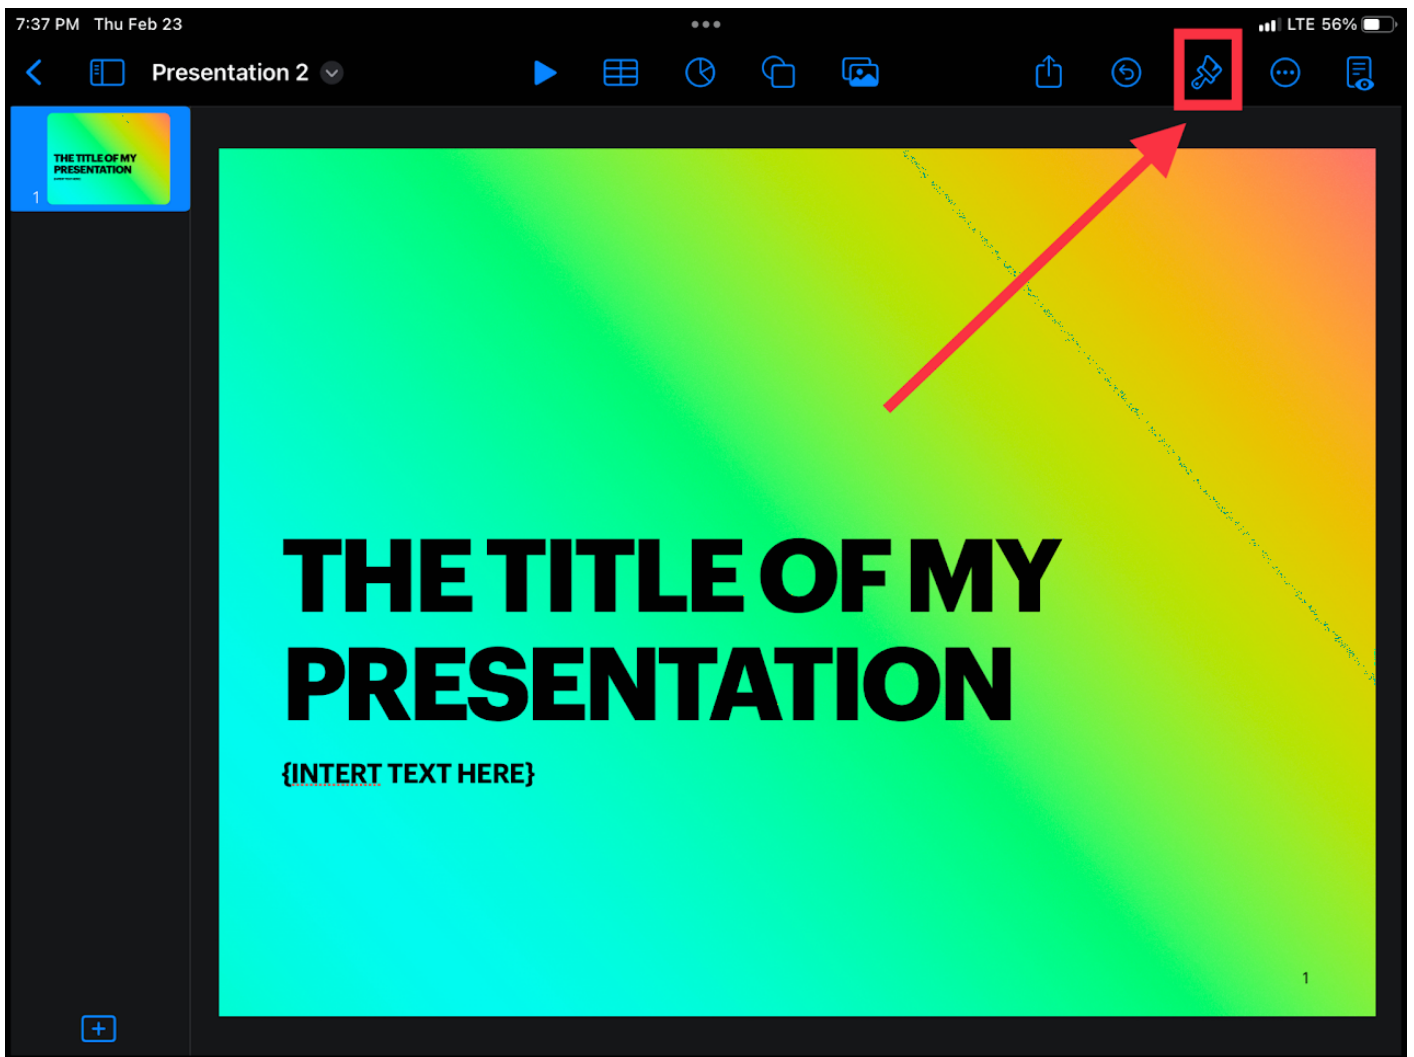 7:37 PM Thu Feb 23
LTE 56%
Presentation 2
THE TITLE OF MY
PRESENTATION
1
THE TITLE OF MY
PRESENTATION
{INTERT TEXT HERE}
1